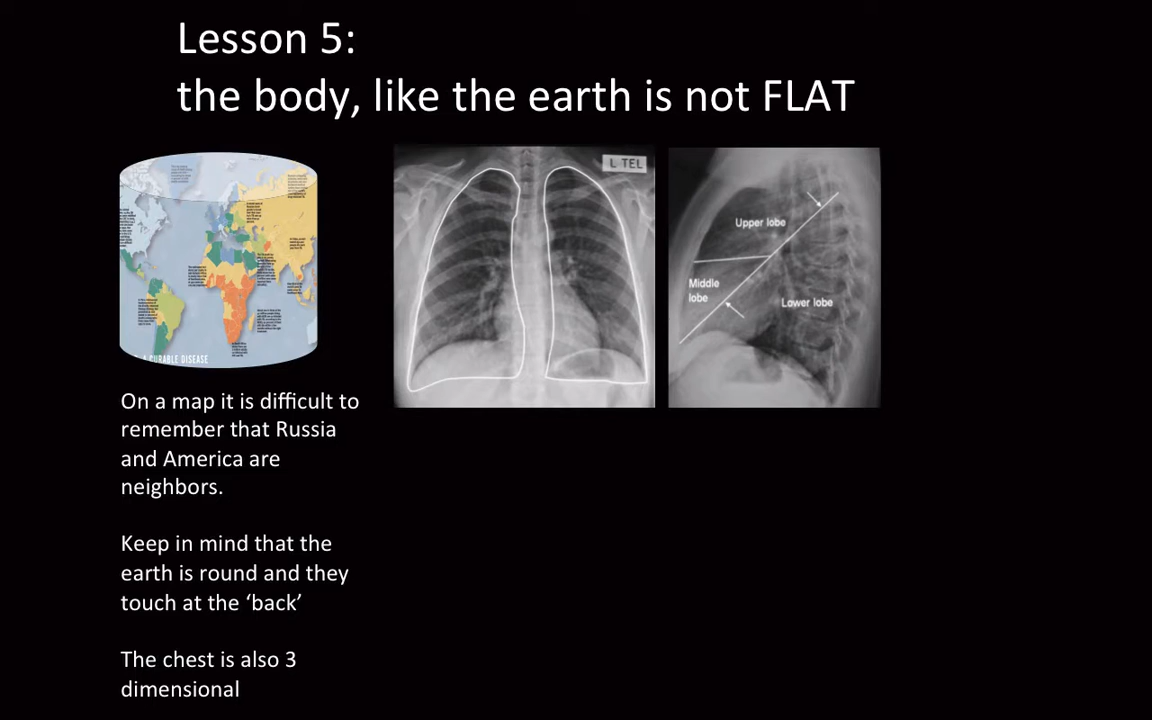 Lesson 5:
the body, like the earth is not FLAT
L TEL
Upper lobe
Middle
lobe
Lower lobe
CURABLE DISEASE
On a map it is difficult to
remember that Russia
and America are
neighbors.
Keep in mind that the
earth is round and they
touch at the ‘back’
The chest is also 3
dimensional